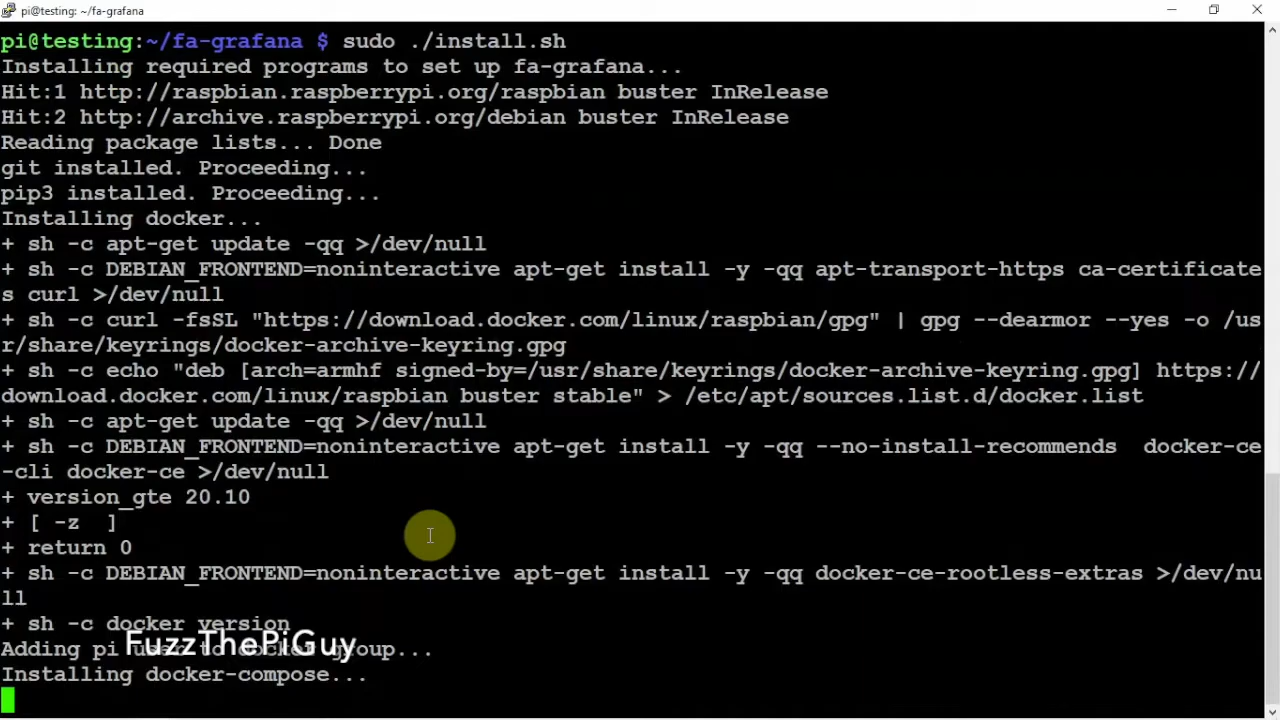 pi@testing: ~/fa-grafana
pi@testing:~/fa-grafana $ sudo ./install.sh
Installing required programs to set up fa-grafana...
Hit:1 http://raspbian.raspberrypi.org/raspbian buster InRelease
Hit:2 http://archive.raspberrypi.org/debian buster InRelease
Reading package lists... Done
git installed. Proceeding...
pip3 installed. Proceeding...
Installing docker...
+ sh -c apt-get update -qq >/dev/null
+ sh -c DEBIAN_FRONTEND=noninteractive apt-get install -y -qq apt-transport-https ca-certificate
s curl >/dev/null
+ sh -c curl -fsSL "https://download.docker.com/linux/raspbian/gpg" | gpg --dearmor --yes -o /us
r/share/keyrings/docker-archive-keyring.gpg
+ sh -c echo "deb [arch=armhf signed-by=/usr/share/keyrings/docker-archive-keyring.gpg] https://
download.docker.com/linux/raspbian buster stable" > /etc/apt/sources.list.d/docker.list
+ sh -c apt-get update -qq >/dev/null
+ sh -c DEBIAN_FRONTEND=noninteractive apt-get install -y -qq --no-install-recommends  docker-ce
-cli docker-ce >/dev/null
+ version_gte 20.10
+ [ -z  ]
+ return 0
+ sh -c DEBIAN_FRONTEND=noninteractive apt-get install -y -qq docker-ce-rootless-extras >/dev/nu
ll
+ sh -c docker version
FuzzThePiGuy
Adding pi user to docker group...
Installing docker-compose...